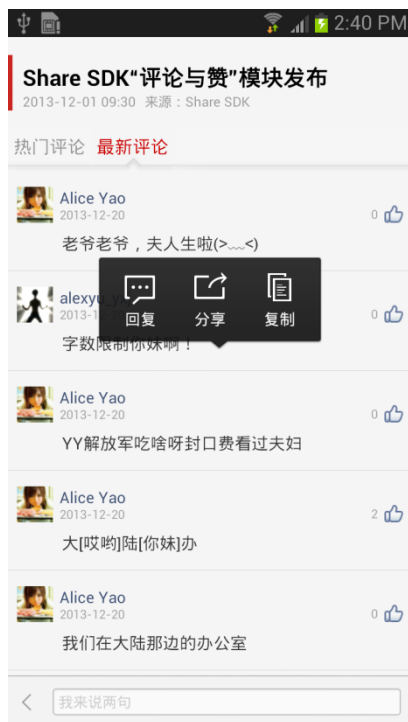 2:40 PM
Share SDK“评论与赞”模块发布
2013-12-01 09:30 来源：Share SDK
热门评论 最新评论
Alice Yao
2013-12-20
0
老爷老爷，夫人生啦(>﹏<)
alexyu_y
2013-1
0
回复 分享 复制
字数限制你妹啊！
Alice Yao
2013-12-20
0
YY解放军吃啥呀封口费看过夫妇
Alice Yao
2013-12-20
2
大[哎哟]陆[你妹]办
Alice Yao
2013-12-20
0
我们在大陆那边的办公室
我来说两句